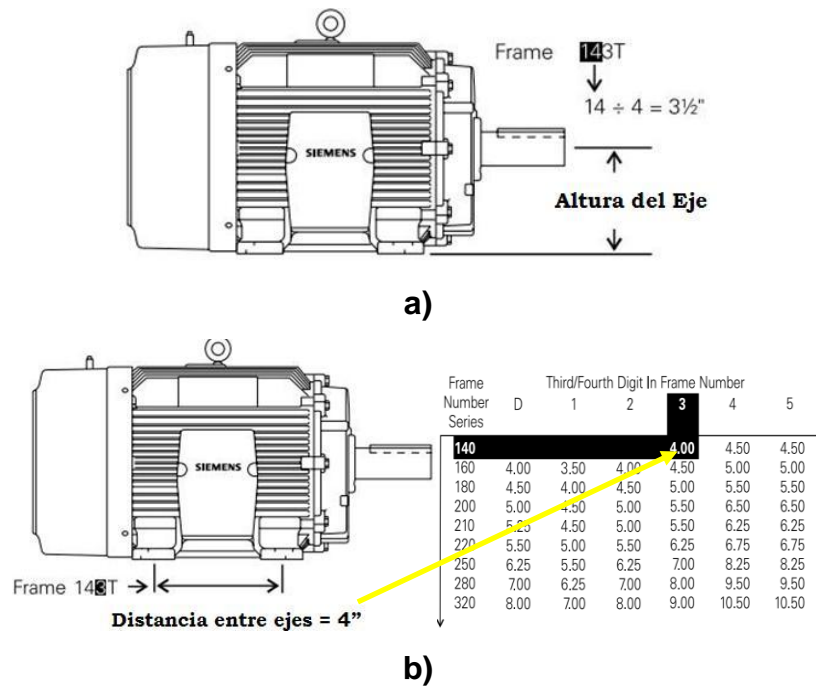 Frame 143T
14 ÷ 4 = 3½"
SIEMENS
Altura del Eje
a)
SIEMENS
Frame 143T
Distancia entre ejes = 4”
Frame Number Series
Third/Fourth Digit In Frame Number
D 1 2 3 4 5
140 4.00 4.50 4.50
160 4.00 3.50 4.00 4.50 5.00 5.00
180 4.50 4.00 4.50 5.00 5.50 5.50
200 5.00 4.50 5.00 5.50 6.50 6.50
210 5.25 4.50 5.00 5.50 6.25 6.25
220 5.50 5.00 5.50 6.25 6.75 6.75
250 6.25 5.50 6.25 7.00 8.25 8.25
280 7.00 6.25 7.00 8.00 9.50 9.50
320 8.00 7.00 8.00 9.00 10.50 10.50
b)